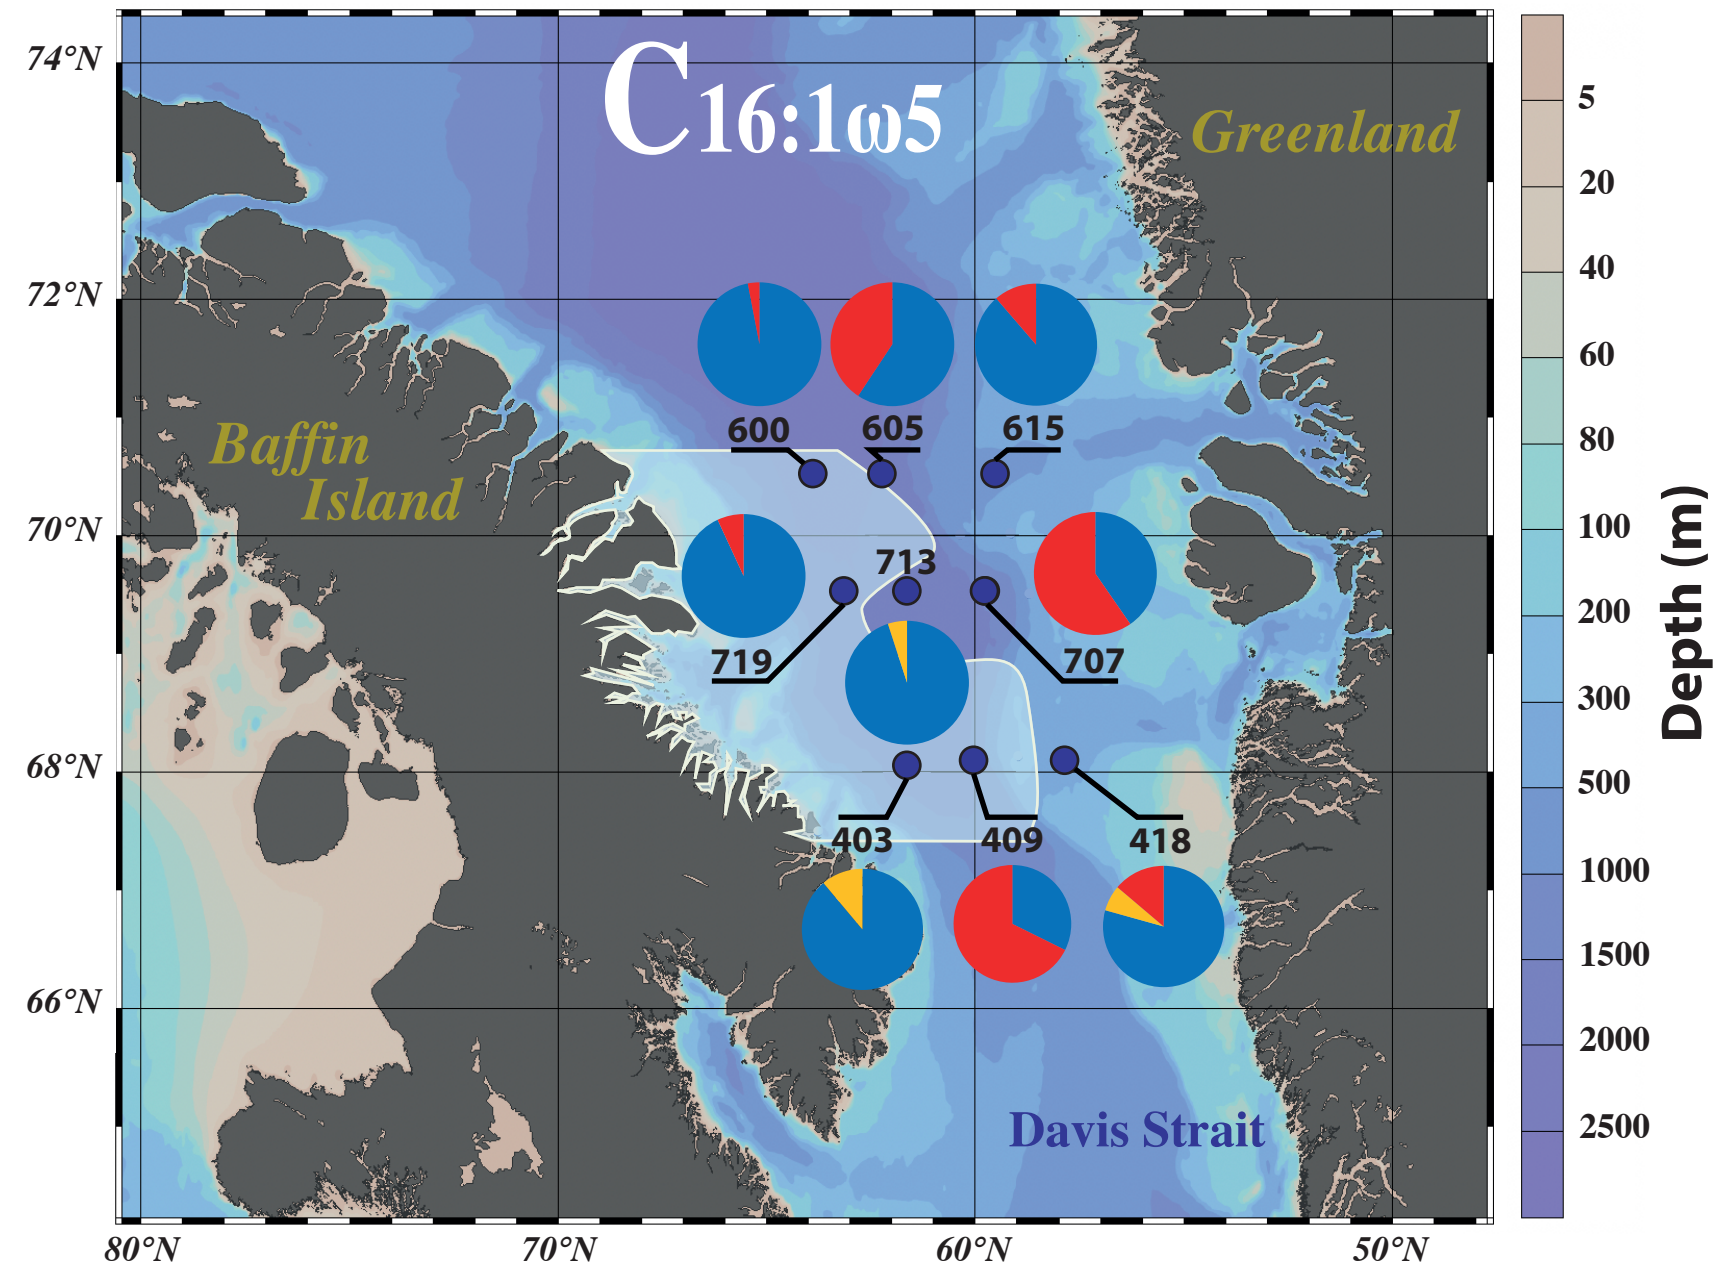 74°N
C16:1ω5
Greenland
5
20
40
60
80
100
200
300
500
1000
1500
2000
2500
Depth (m)
72°N
600
605
615
Baffin
Island
70°N
713
719
707
68°N
403
409
418
66°N
Davis Strait
80°N
70°N
60°N
50°N